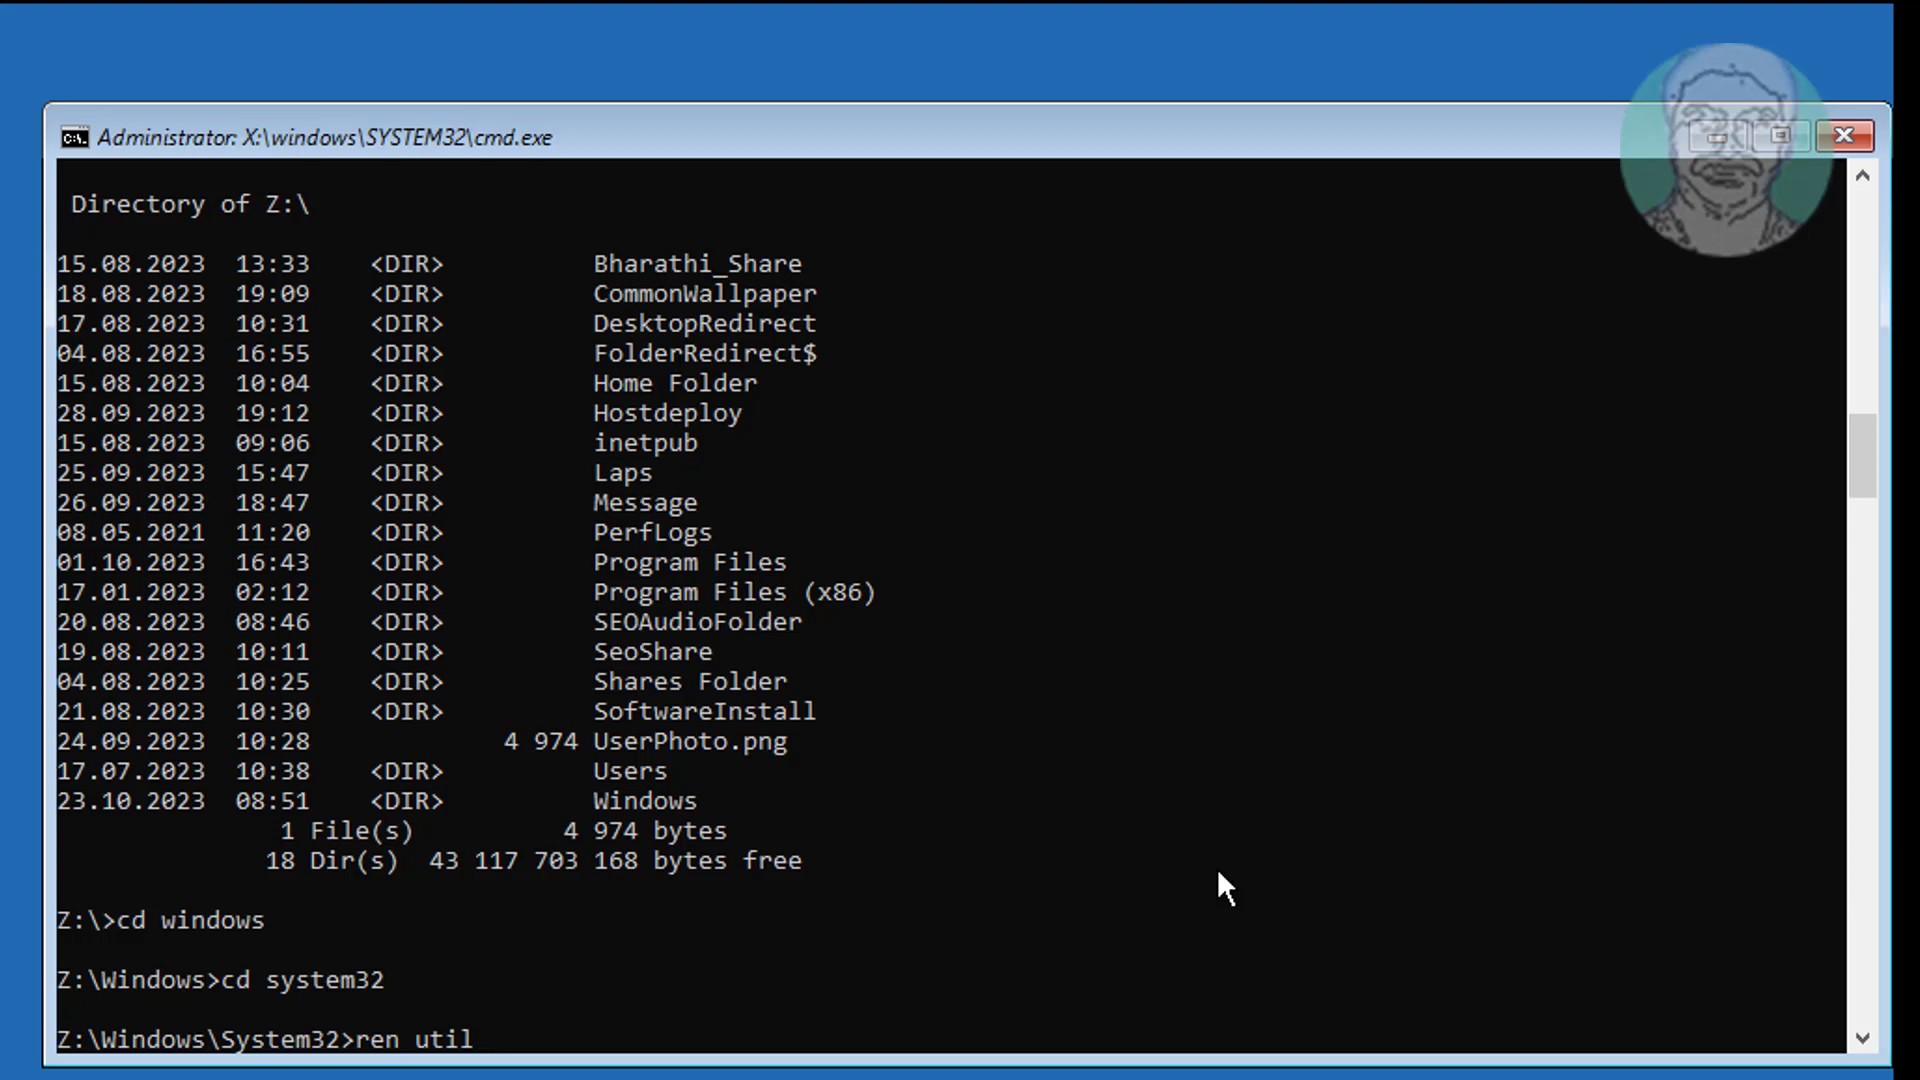 Administrator: X:\windows\SYSTEM32\cmd.exe
Directory of Z:\
15.08.2023 13:33 <DIR> Bharathi_Share
18.08.2023 19:09 <DIR> CommonWallpaper
17.08.2023 10:31 <DIR> DesktopRedirect
04.08.2023 16:55 <DIR> FolderRedirect$
15.08.2023 10:04 <DIR> Home Folder
28.09.2023 19:12 <DIR> Hostdeploy
15.08.2023 09:06 <DIR> inetpub
25.09.2023 15:47 <DIR> Laps
26.09.2023 18:47 <DIR> Message
08.05.2021 11:20 <DIR> PerfLogs
01.10.2023 16:43 <DIR> Program Files
17.01.2023 02:12 <DIR> Program Files (x86)
20.08.2023 08:46 <DIR> SEOAudioFolder
19.08.2023 10:11 <DIR> SeoShare
04.08.2023 10:25 <DIR> Shares Folder
21.08.2023 10:30 <DIR> SoftwareInstall
24.09.2023 10:28 4 974 UserPhoto.png
17.07.2023 10:38 <DIR> Users
23.10.2023 08:51 <DIR> Windows
1 File(s) 4 974 bytes
18 Dir(s) 43 117 703 168 bytes free
Z:\>cd windows
Z:\Windows>cd system32
Z:\Windows\System32>ren util